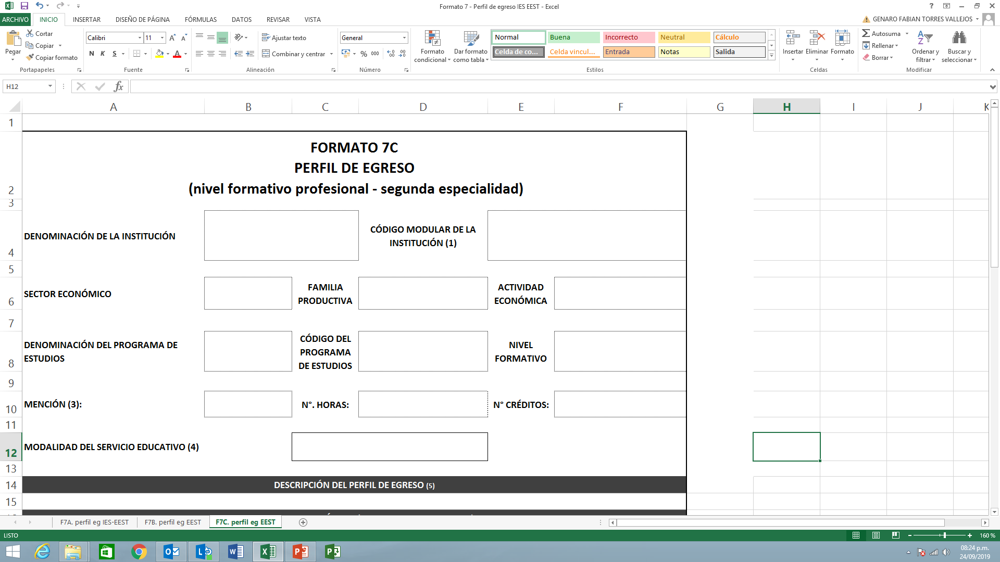 Formato 7 - Perfil de egreso IES EEST - Excel
ARCHIVO INICIO INSERTAR DISEÑO DE PÁGINA FÓRMULAS DATOS REVISAR VISTA GENARO FABIAN TORRES VALLEJOS
Pegar
Cortar
Copiar
Copiar formato
Portapapeles
Calibri 11
N K S
Fuente
Ajustar texto
Combinar y centrar
Alineación
General
% 000
Número
Formato condicional
Dar formato como tabla
Normal Buena Incorrecto Neutral Cálculo
Celda de co... Celda vincul... Entrada Notas Salida
Estilos
Insertar Eliminar Formato
Celdas
Autosuma
Rellenar
Borrar
Ordenar y filtrar
Buscar y seleccionar
Modificar
H12
fx
A B C D E F G H I J K
1
2
3
4
5
6
7
8
9
10
11
12
13
14
15
FORMATO 7C
PERFIL DE EGRESO
(nivel formativo profesional - segunda especialidad)
DENOMINACIÓN DE LA INSTITUCIÓN
CÓDIGO MODULAR DE LA
INSTITUCIÓN (1)
SECTOR ECONÓMICO
FAMILIA
PRODUCTIVA
ACTIVIDAD
ECONÓMICA
DENOMINACIÓN DEL PROGRAMA DE
ESTUDIOS
CÓDIGO DEL
PROGRAMA
DE ESTUDIOS
NIVEL
FORMATIVO
MENCIÓN (3):
N°. HORAS:
N° CRÉDITOS:
MODALIDAD DEL SERVICIO EDUCATIVO (4)
DESCRIPCIÓN DEL PERFIL DE EGRESO (5)
F7A. perfil eg IES-EEST F7B. perfil eg EEST F7C. perfil eg EEST
LISTO
160 %
08:24 p.m.
24/09/2019